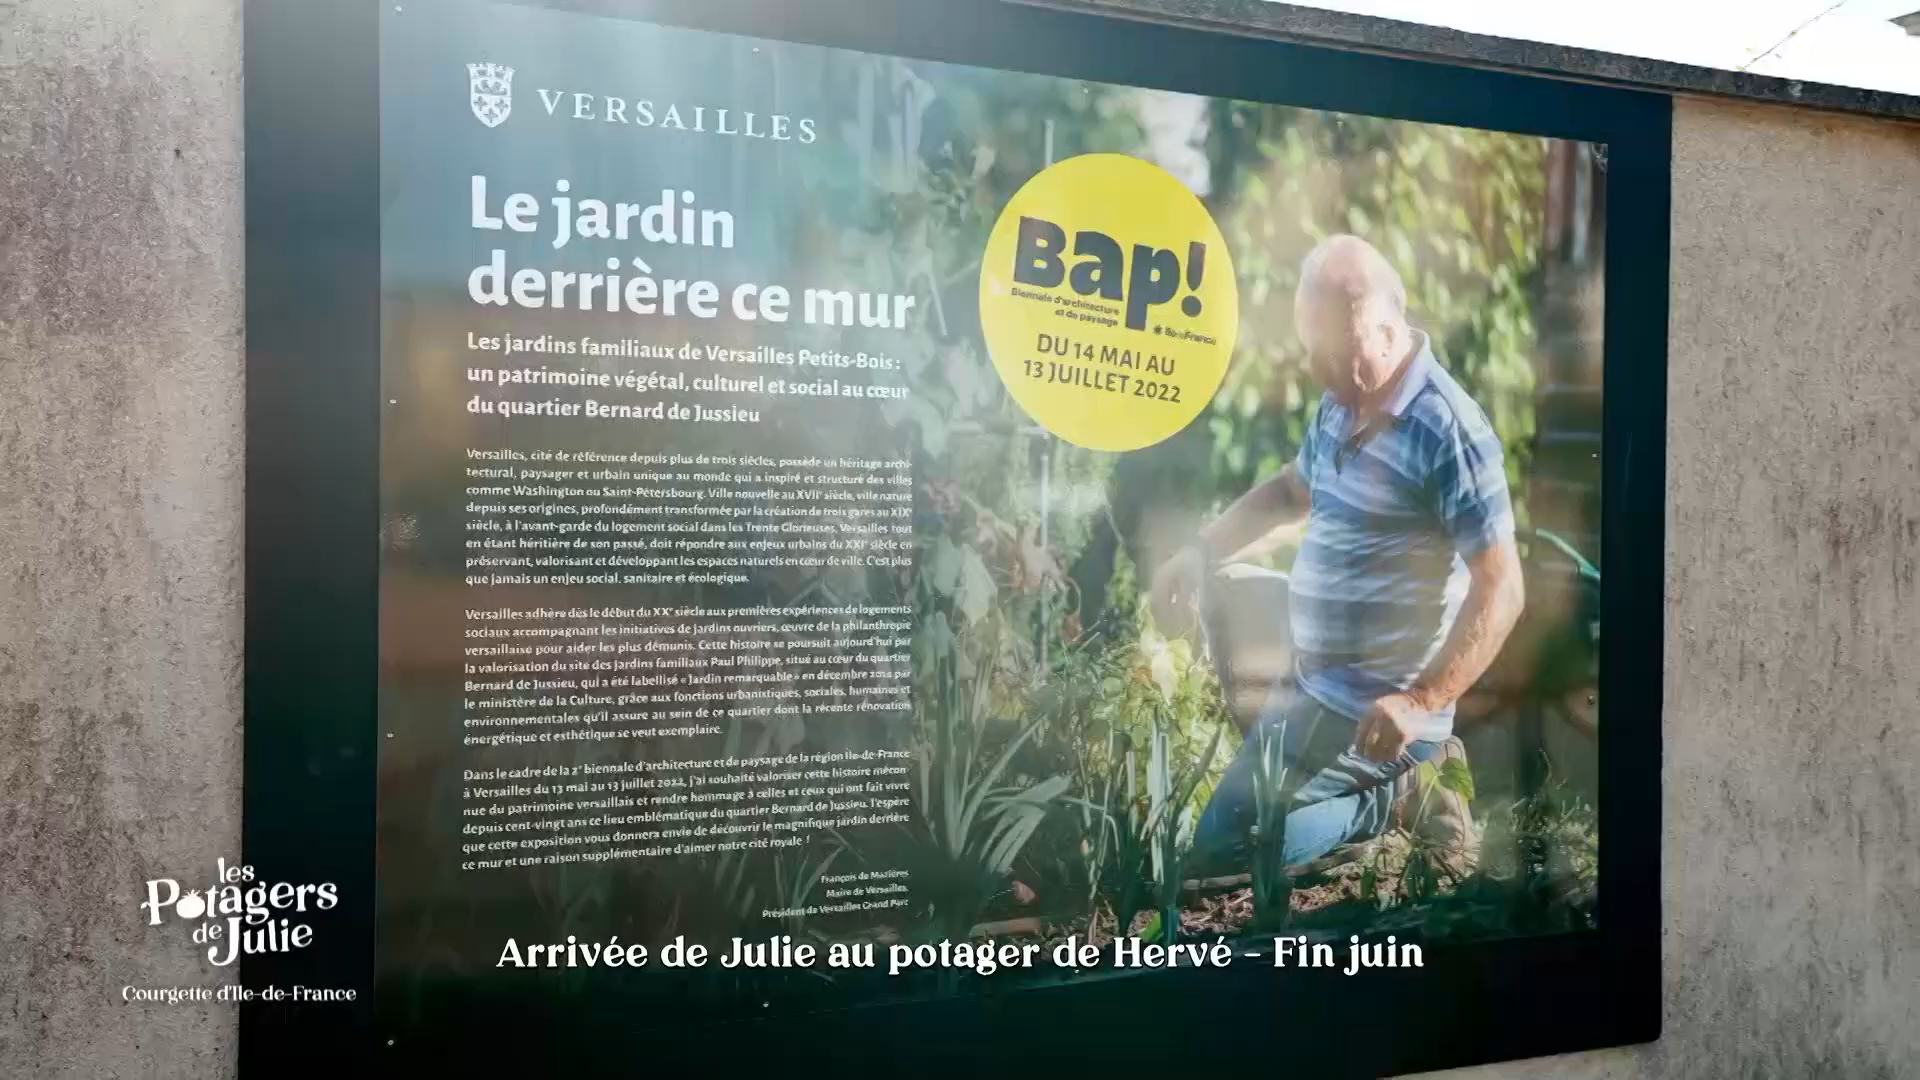 VERSAILLES
Le jardin
derrière ce mur
Les jardins familiaux de Versailles Petits-Bois :
un patrimoine végétal, culturel et social au cœur
du quartier Bernard de Jussieu
Bap!
Biennale d'architecture
et de paysage
îledeFrance
DU 14 MAI AU
13 JUILLET 2022
Versailles, cité de référence depuis plus de trois siècles, possède un héritage archi-
tectural, paysager et urbain unique au monde qui a inspiré et structuré des villes
comme Washington ou Saint-Pétersbourg. Ville nouvelle au XVIIe siècle, ville nature
depuis ses origines, profondément transformée par la création de trois gares au XIXe
siècle, à l'avant-garde du logement social dans les Trente Glorieuses, Versailles tout
en étant héritière de son passé, doit répondre aux enjeux urbains du XXIe siècle en
préservant, valorisant et développant les espaces naturels en cœur de ville. C'est plus
que jamais un enjeu social, sanitaire et écologique.
Versailles adhère dès le début du XXe siècle aux premières expériences de logements
sociaux accompagnant les initiatives de jardins ouvriers, œuvre de la philanthropie
versaillaise pour aider les plus démunis. Cette histoire se poursuit aujourd'hui par
la valorisation du site des Jardins familiaux Paul Philippe, situé au cœur du quartier
Bernard de Jussieu, qui a été labellisé « Jardin remarquable » en décembre par
le ministère de la Culture, grâce aux fonctions urbanistiques, sociales, humaines et
environnementales qu'il assure au sein de ce quartier dont la récente rénovation
énergétique et esthétique se veut exemplaire.
Dans le cadre de la 2e biennale d'architecture et de paysage de la région Île-de-France
à Versailles du 13 mai au 13 juillet 2022, j'ai souhaité valoriser cette histoire mécon-
nue du patrimoine versaillais et rendre hommage à celles et ceux qui ont fait vivre
depuis cent-vingt ans ce lieu emblématique du quartier Bernard de Jussieu. J'espère
que cette exposition vous donnera envie de découvrir le magnifique jardin derrière
ce mur et une raison supplémentaire d'aimer notre cité royale !
François de Mazières
Maire de Versailles,
Président de Versailles Grand Parc
les
Potagers
de Julie
Courgette d'Ile-de-France
Arrivée de Julie au potager de Hervé - Fin juin